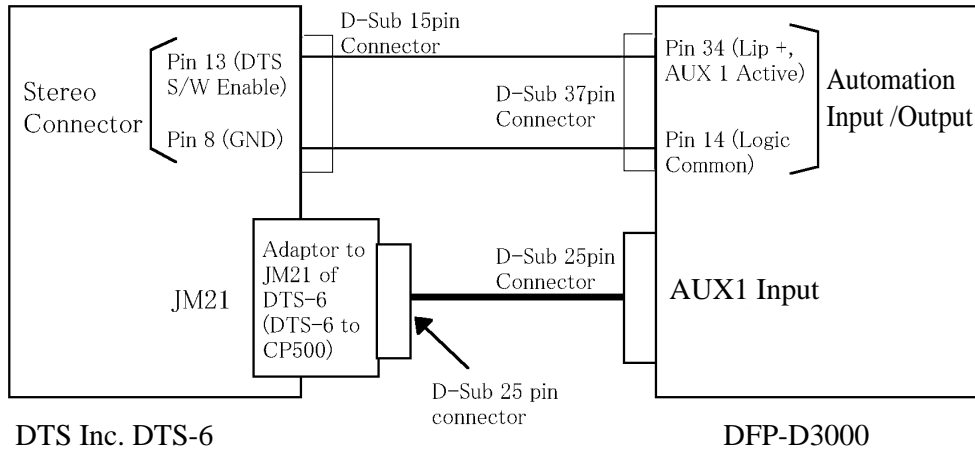 D-Sub 15pin
Connector
Pin 13 (DTS
S/W Enable)
Stereo
Connector
Pin 8 (GND)
D-Sub 37pin
Connector
Pin 34 (Lip +,
AUX 1 Active)
Automation
Input /Output
Pin 14 (Logic
Common)
JM21
Adaptor to
JM21 of
DTS-6
(DTS-6 to
CP500)
D-Sub 25pin
Connector
AUX1 Input
D-Sub 25 pin
connector
DTS Inc. DTS-6
DFP-D3000